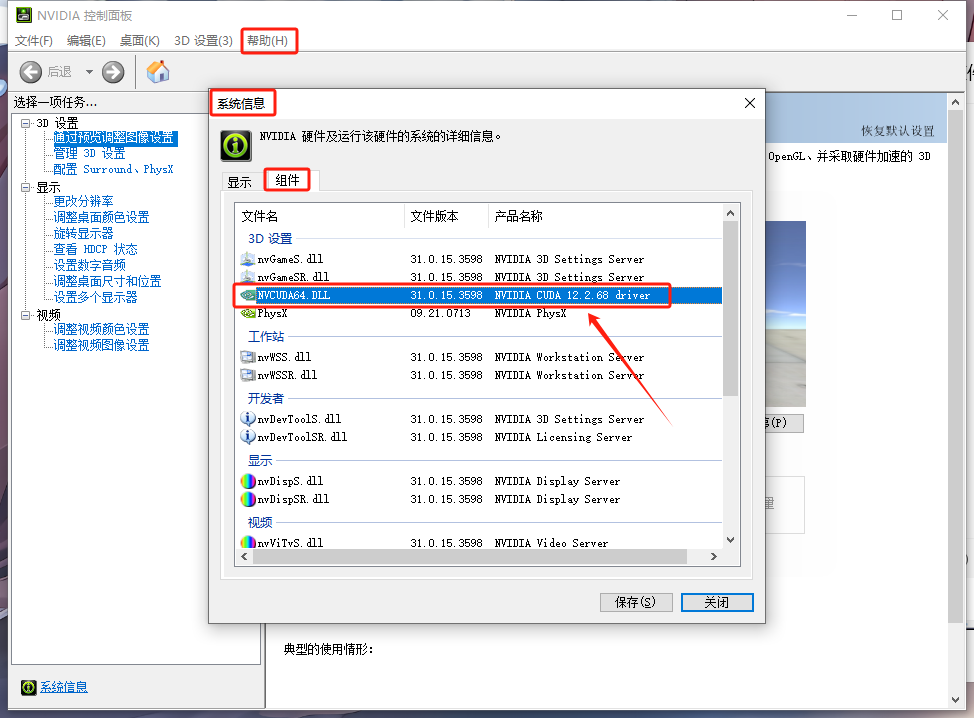 NVIDIA 控制面板
文件(F) 编辑(E) 桌面(K) 3D 设置(3) 帮助(H)
后退
选择一项任务...
3D 设置
通过预览调整图像设置
管理 3D 设置
配置 Surround、PhysX
显示
更改分辨率
调整桌面颜色设置
旋转显示器
查看 HDCP 状态
设置数字音频
调整桌面尺寸和位置
设置多个显示器
视频
调整视频颜色设置
调整视频图像设置
系统信息
恢复默认设置
OpenGL、并采取硬件加速的 3D
(P)
量
典型的使用情形:
系统信息
NVIDIA 硬件及运行该硬件的系统的详细信息。
显示 组件
文件名 文件版本 产品名称
3D 设置
nvGameS.dll 31.0.15.3598 NVIDIA 3D Settings Server
nvGameSR.dll 31.0.15.3598 NVIDIA 3D Settings Server
NVCUDA64.DLL 31.0.15.3598 NVIDIA CUDA 12.2.68 driver
PhysX 09.21.0713 NVIDIA PhysX
工作站
nvWSS.dll 31.0.15.3598 NVIDIA Workstation Server
nvWSSR.dll 31.0.15.3598 NVIDIA Workstation Server
开发者
nvDevToolS.dll 31.0.15.3598 NVIDIA 3D Settings Server
nvDevToolSR.dll 31.0.15.3598 NVIDIA Licensing Server
显示
nvDispS.dll 31.0.15.3598 NVIDIA Display Server
nvDispSR.dll 31.0.15.3598 NVIDIA Display Server
视频
nvViTvS.dll 31.0.15.3598 NVIDIA Video Server
保存(S) 关闭